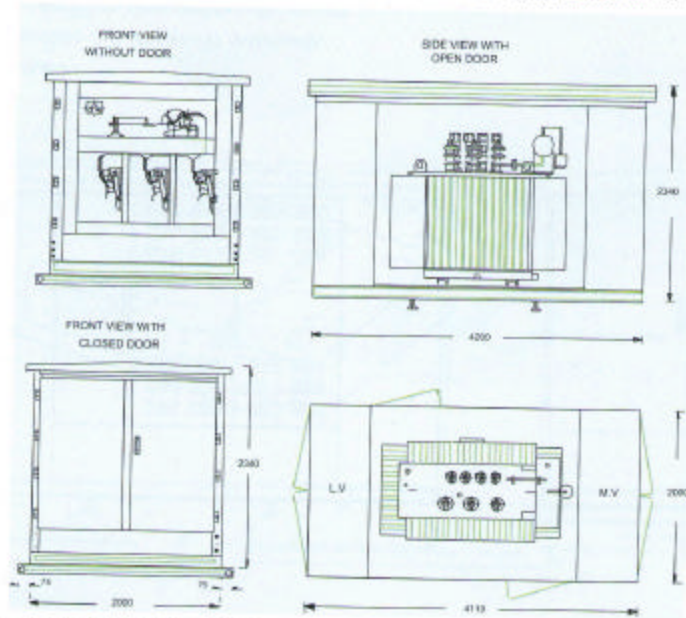 FRONT VIEW
WITHOUT DOOR
SIDE VIEW WITH
OPEN DOOR
2340
4200
FRONT VIEW WITH
CLOSED DOOR
2340
75
75
2000
L.V
M.V
2000
4110